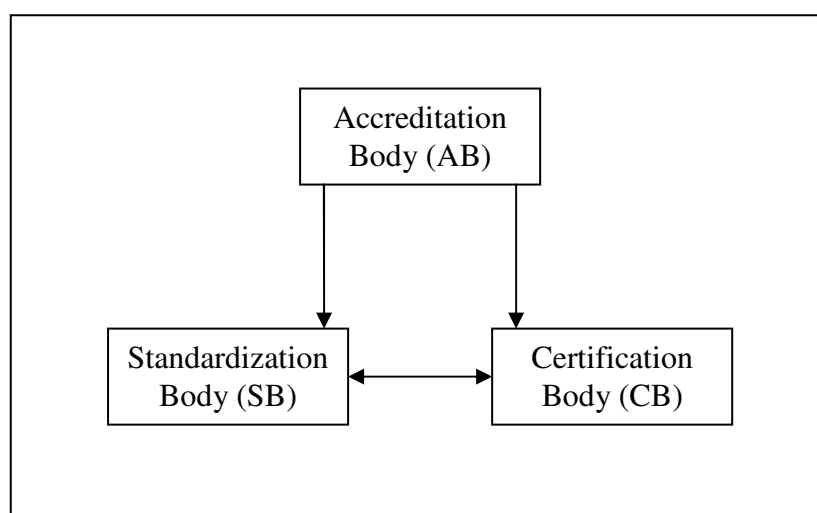 Accreditation
Body (AB)
Standardization
Body (SB)
Certification
Body (CB)